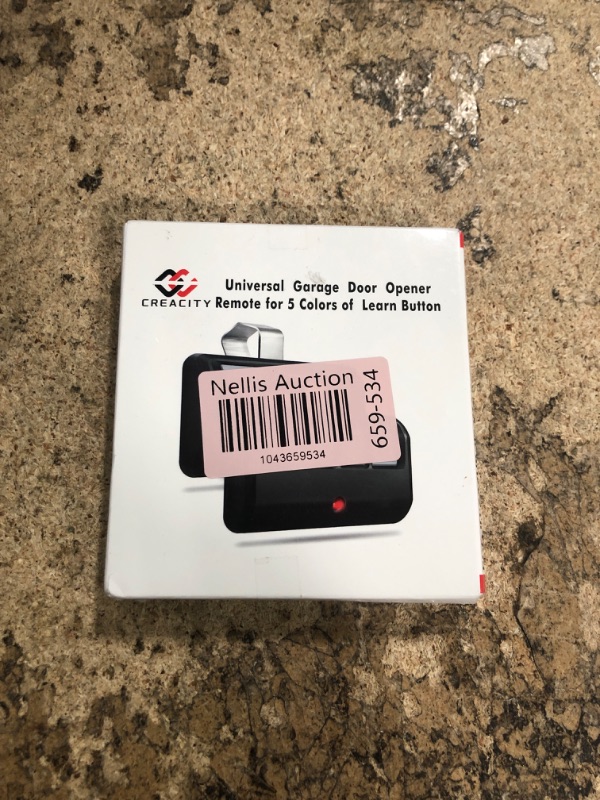 Universal Garage Door Opener
CREACITY Remote for 5 Colors of Learn Button
Nellis Auction
659-534
1043659534